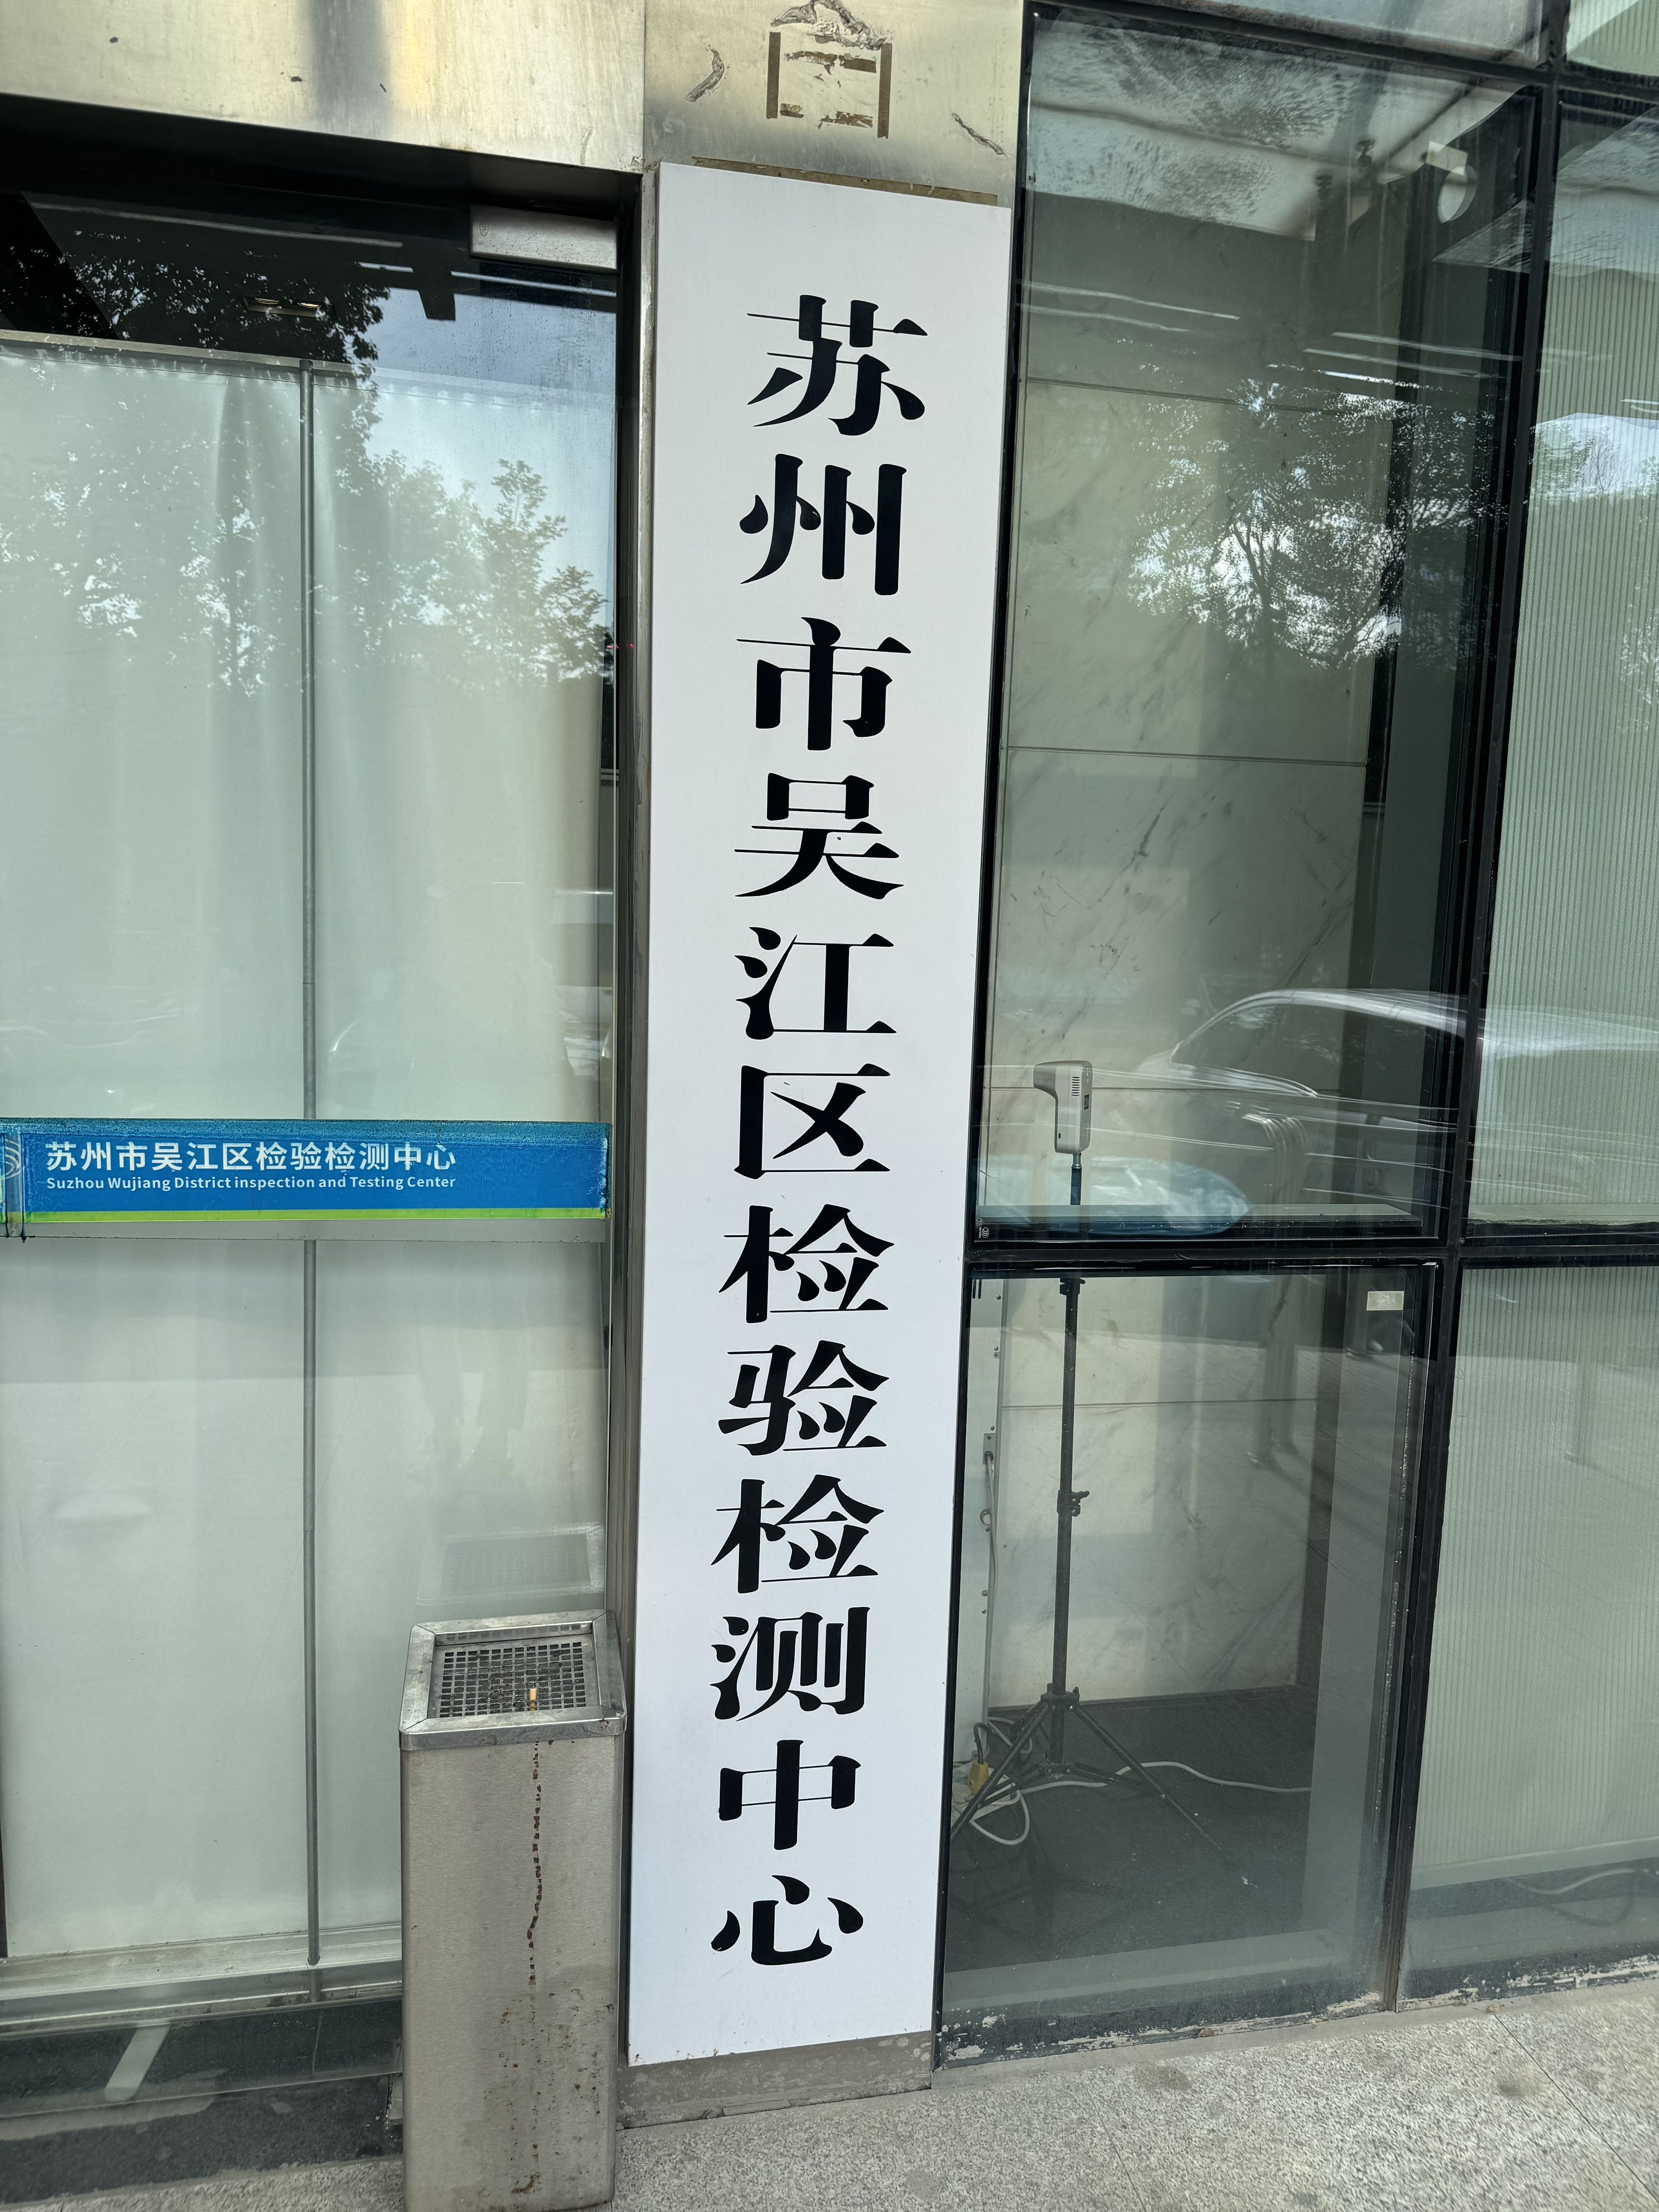 苏州市吴江区检验检测中心
苏州市吴江区检验检测中心
Suzhou Wujiang District inspection and Testing Center